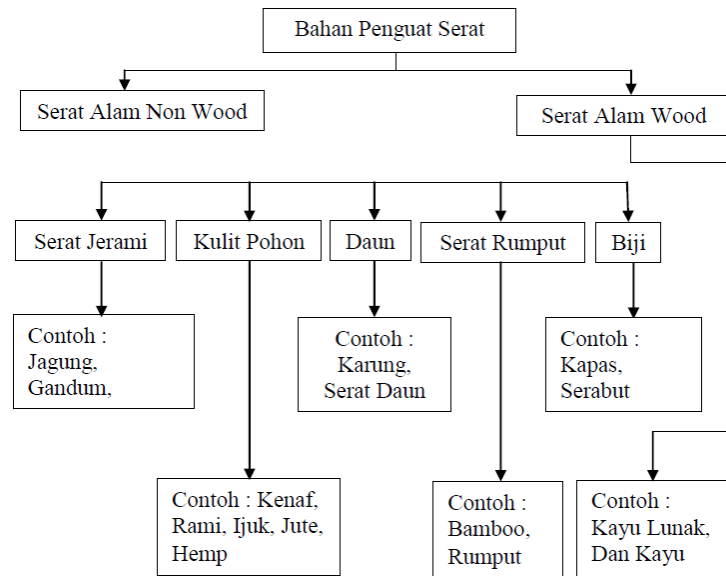 Bahan Penguat Serat
Serat Alam Non Wood
Serat Alam Wood
Serat Jerami
Kulit Pohon
Daun
Serat Rumput
Biji
Contoh :
Jagung,
Gandum,
Contoh :
Karung,
Serat Daun
Contoh :
Kapas,
Serabut
Contoh : Kenaf,
Rami, Ijuk, Jute,
Hemp
Contoh :
Bamboo,
Rumput
Contoh :
Kayu Lunak,
Dan Kayu